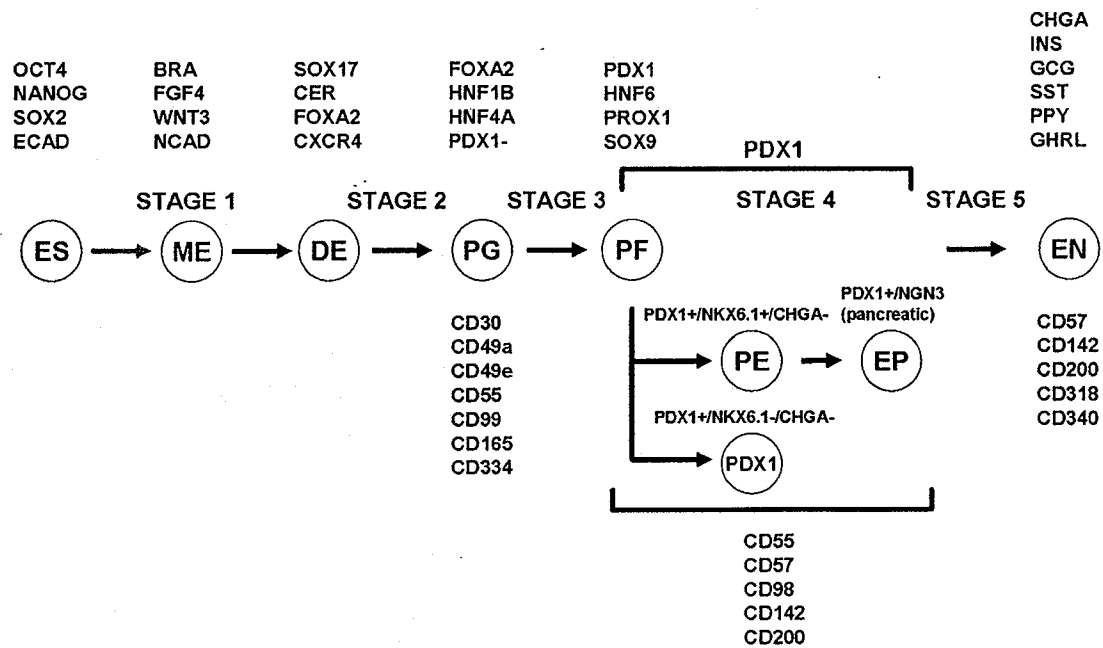 OCT4
NANOG
SOX2
ECAD
BRA
FGF4
WNT3
NCAD
SOX17
CER
FOXA2
CXCR4
FOXA2
HNF1B
HNF4A
PDX1-
PDX1
HNF6
PROX1
SOX9
CHGA
INS
GCG
SST
PPY
GHRL
PDX1
STAGE 1
STAGE 2
STAGE 3
STAGE 4
STAGE 5
ES
ME
DE
PG
PF
EN
CD30
CD49a
CD49e
CD55
CD99
CD165
CD334
PDX1+/NKX6.1+/CHGA-
PDX1+/NGN3
(pancreatic)
PE
EP
PDX1+/NKX6.1-/CHGA-
PDX1
CD57
CD142
CD200
CD318
CD340
CD55
CD57
CD98
CD142
CD200